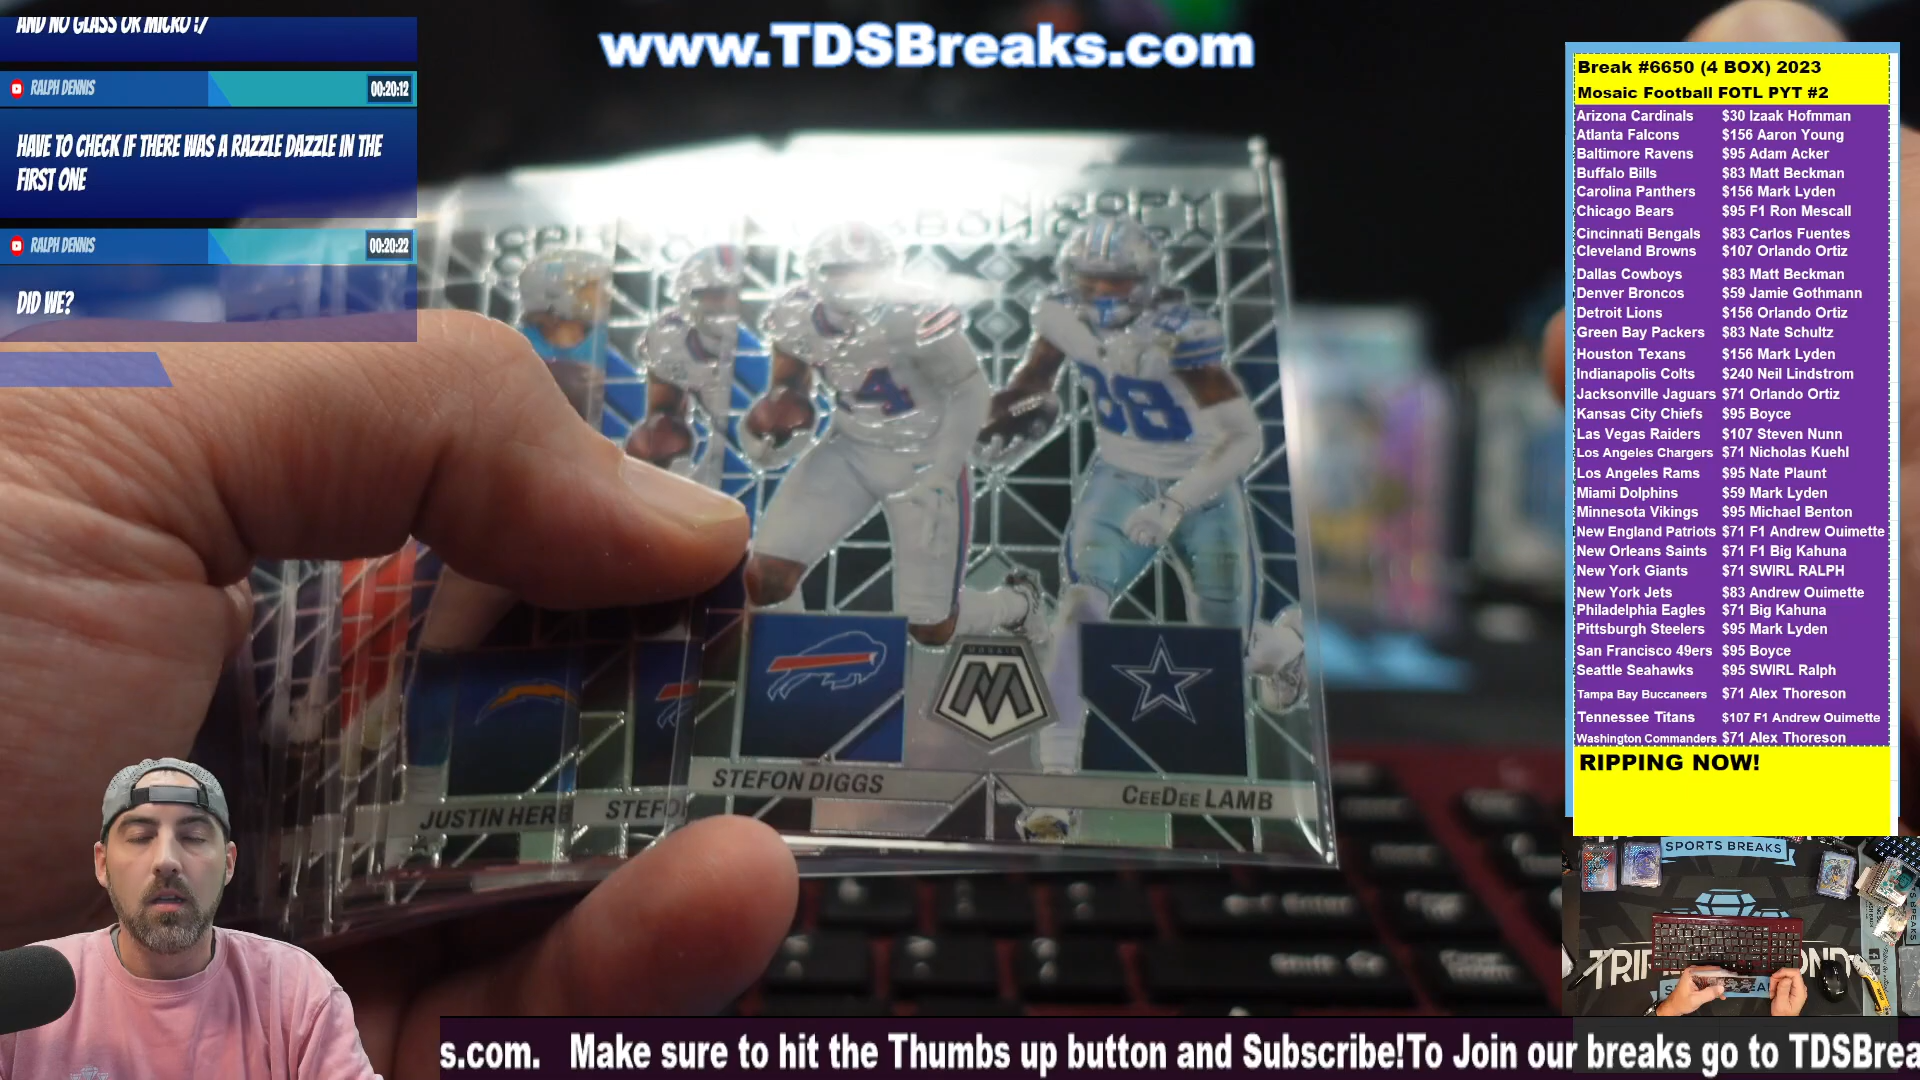 AND NO GLASS OR MICRO :/
RALPH DENNIS
00:20:12
HAVE TO CHECK IF THERE WAS A RAZZLE DAZZLE IN THE
FIRST ONE
RALPH DENNIS
00:20:22
DID WE?
www.TDSBreaks.com
88
MOSAIC
STEFON DIGGS
CEEDEE LAMB
JUSTIN HERB
STEFO
Break #6650 (4 BOX) 2023
Mosaic Football FOTL PYT #2
Arizona Cardinals $30 Izaak Hofmman
Atlanta Falcons $156 Aaron Young
Baltimore Ravens $95 Adam Acker
Buffalo Bills $83 Matt Beckman
Carolina Panthers $156 Mark Lyden
Chicago Bears $95 F1 Ron Mescall
Cincinnati Bengals $83 Carlos Fuentes
Cleveland Browns $107 Orlando Ortiz
Dallas Cowboys $83 Matt Beckman
Denver Broncos $59 Jamie Gothmann
Detroit Lions $156 Orlando Ortiz
Green Bay Packers $83 Nate Schultz
Houston Texans $156 Mark Lyden
Indianapolis Colts $240 Neil Lindstrom
Jacksonville Jaguars $71 Orlando Ortiz
Kansas City Chiefs $95 Boyce
Las Vegas Raiders $107 Steven Nunn
Los Angeles Chargers $71 Nicholas Kuehl
Los Angeles Rams $95 Nate Plaunt
Miami Dolphins $59 Mark Lyden
Minnesota Vikings $95 Michael Benton
New England Patriots $71 F1 Andrew Ouimette
New Orleans Saints $71 F1 Big Kahuna
New York Giants $71 SWIRL RALPH
New York Jets $83 Andrew Ouimette
Philadelphia Eagles $71 Big Kahuna
Pittsburgh Steelers $95 Mark Lyden
San Francisco 49ers $95 Boyce
Seattle Seahawks $95 SWIRL Ralph
Tampa Bay Buccaneers $71 Alex Thoreson
Tennessee Titans $107 F1 Andrew Ouimette
Washington Commanders $71 Alex Thoreson
RIPPING NOW!
SPORTS BREAKS
TRIP
OND
s.com. Make sure to hit the Thumbs up button and Subscribe!To Join our breaks go to TDSBrea